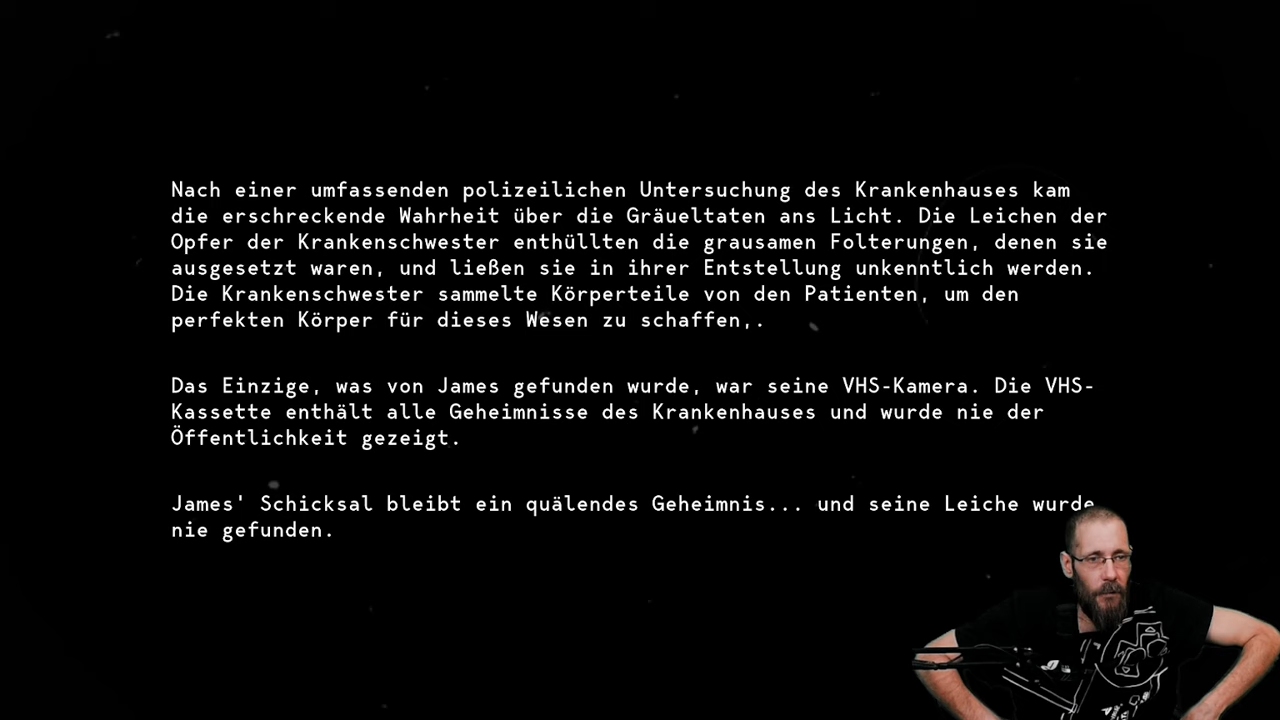 Nach einer umfassenden polizeilichen Untersuchung des Krankenhauses kam
die erschreckende Wahrheit über die Gräueltaten ans Licht. Die Leichen der
Opfer der Krankenschwester enthüllten die grausamen Folterungen, denen sie
ausgesetzt waren, und ließen sie in ihrer Entstellung unkenntlich werden.
Die Krankenschwester sammelte Körperteile von den Patienten, um den
perfekten Körper für dieses Wesen zu schaffen,.
Das Einzige, was von James gefunden wurde, war seine VHS-Kamera. Die VHS-
Kassette enthält alle Geheimnisse des Krankenhauses und wurde nie der
Öffentlichkeit gezeigt.
James' Schicksal bleibt ein quälendes Geheimnis... und seine Leiche wurde
nie gefunden.